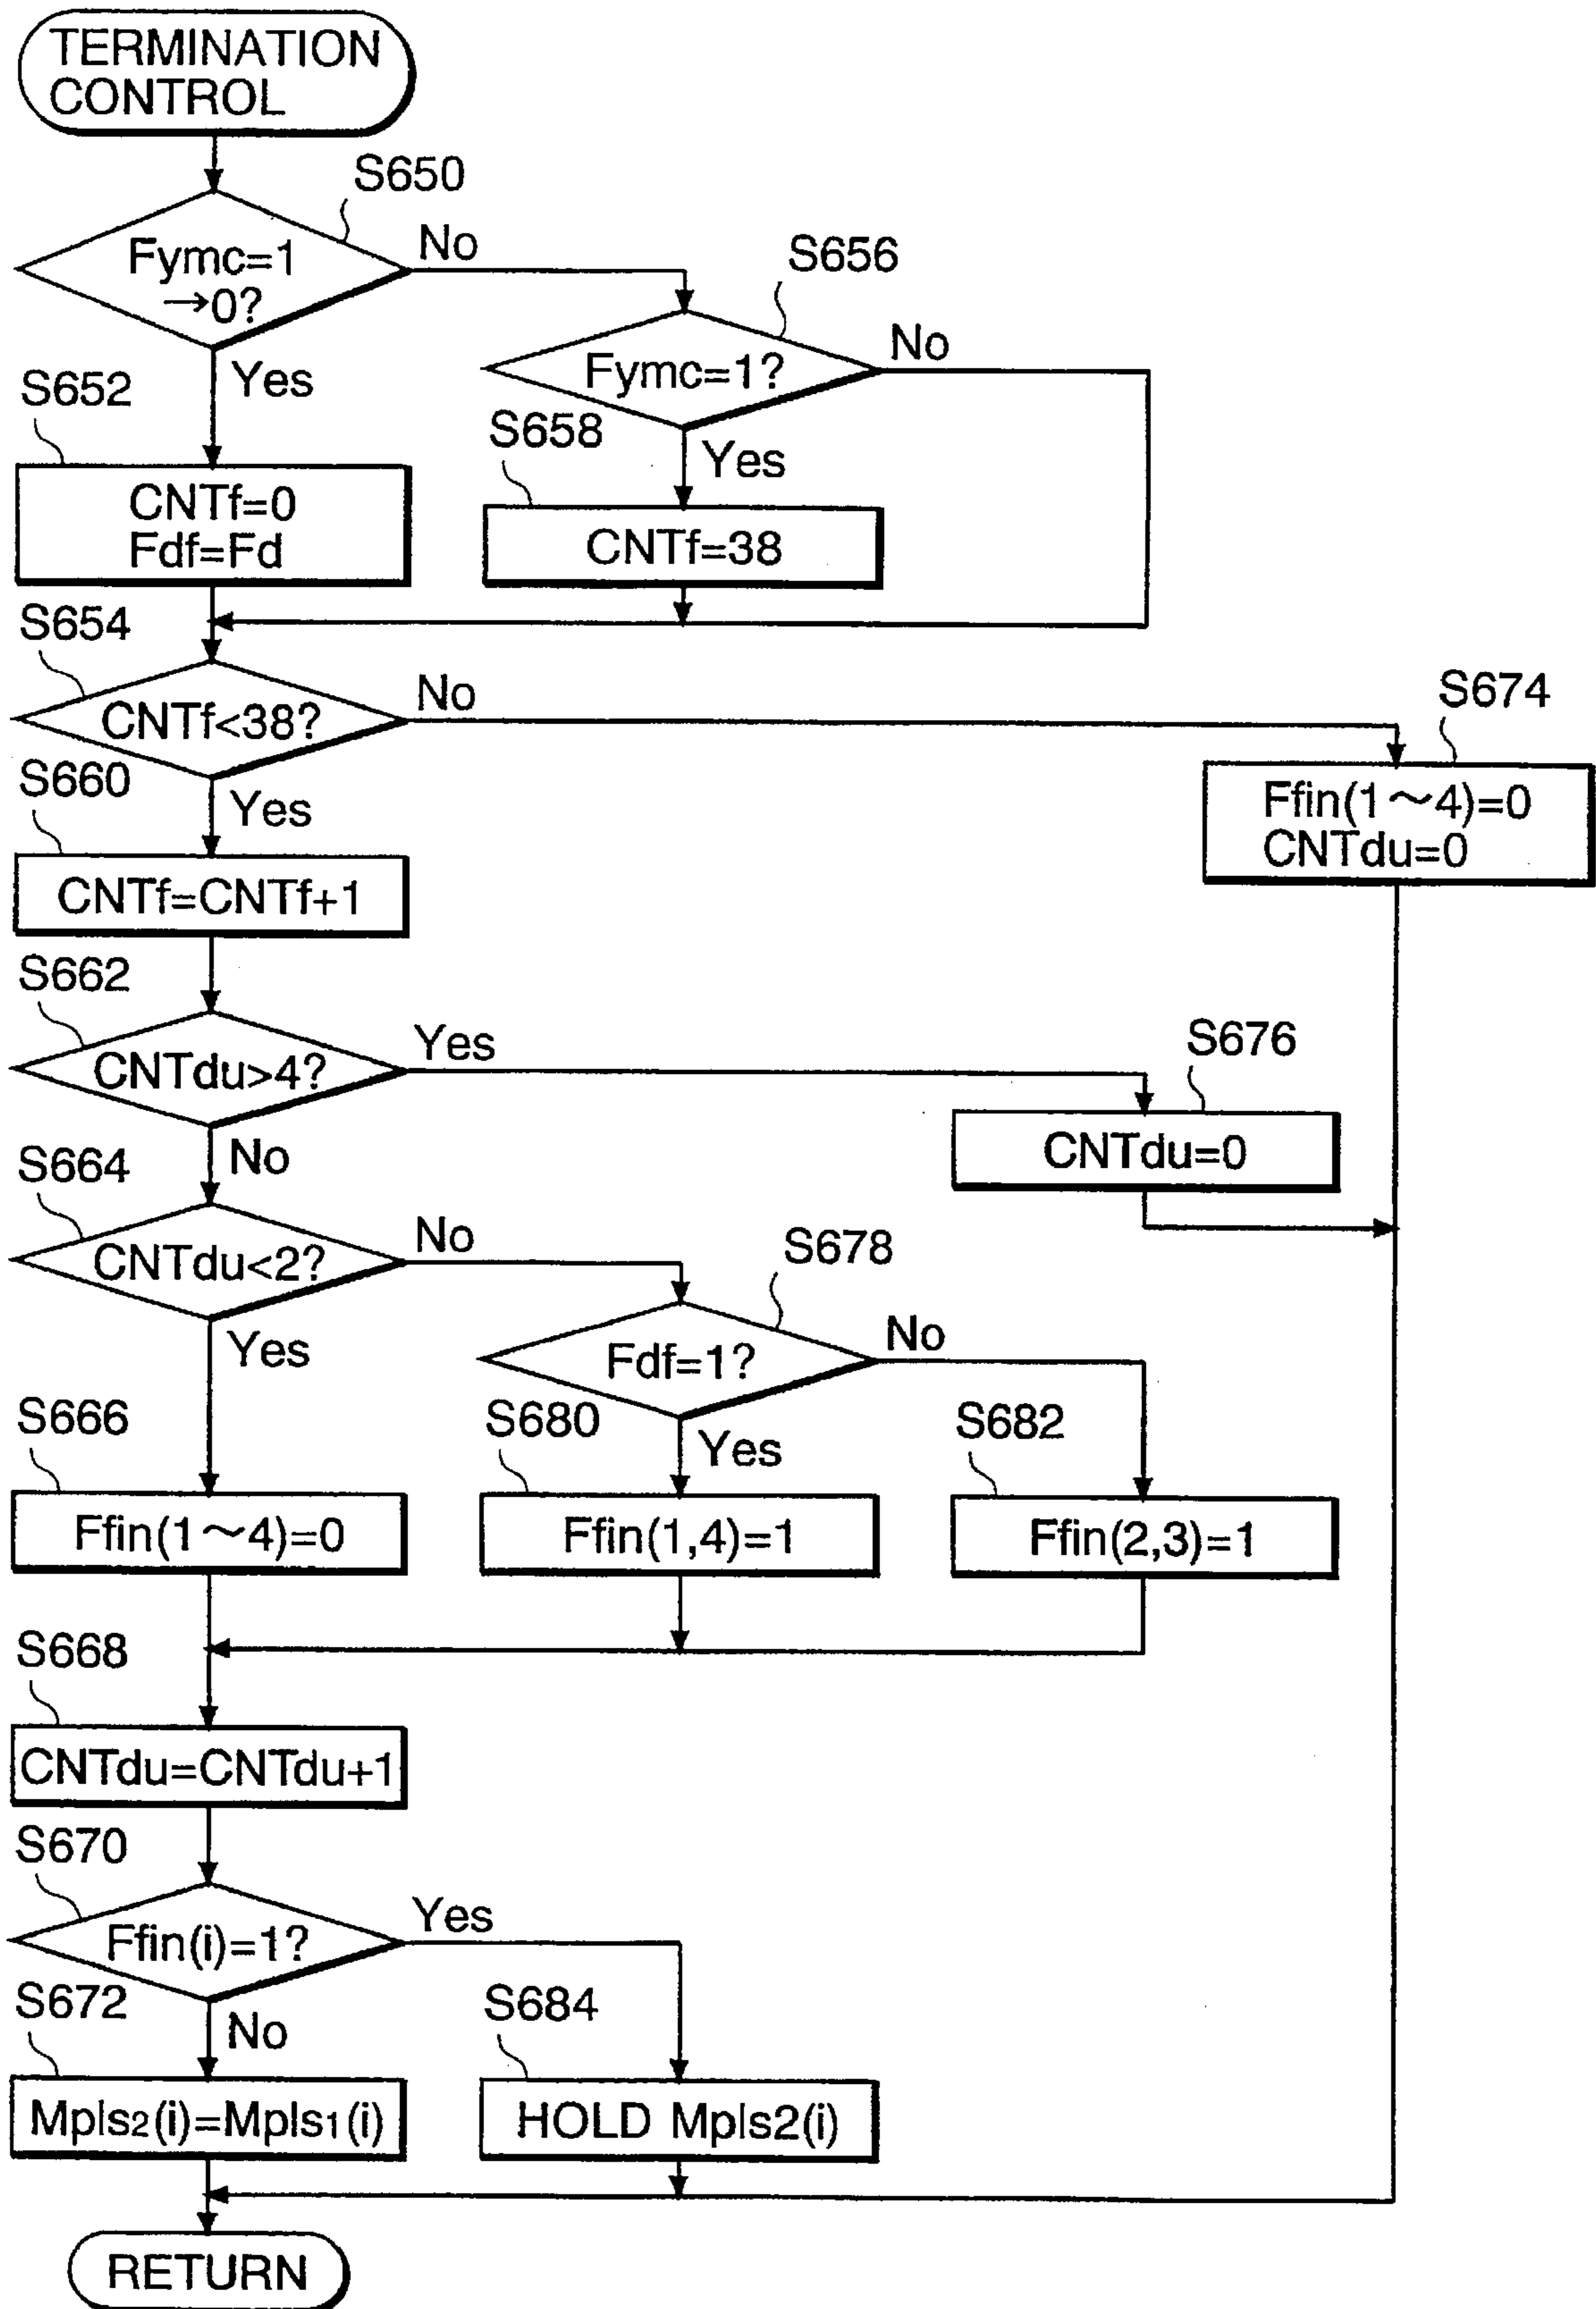 TERMINATION
CONTROL
S650
Fymc=1
→0?
No
Yes
S656
Fymc=1?
No
Yes
S652
CNTf=0
Fdf=Fd
S658
CNTf=38
S654
CNTf<38?
No
Yes
S674
Ffin(1~4)=0
CNTdu=0
S660
CNTf=CNTf+1
S662
CNTdu>4?
Yes
No
S676
CNTdu=0
S664
CNTdu<2?
No
Yes
S678
Fdf=1?
No
Yes
S666
Ffin(1~4)=0
S680
Ffin(1,4)=1
S682
Ffin(2,3)=1
S668
CNTdu=CNTdu+1
S670
Ffin(i)=1?
Yes
No
S672
Mpls2(i)=Mpls1(i)
S684
HOLD Mpls2(i)
RETURN